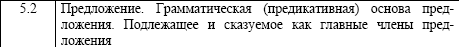 5.2 Предложение. Грамматическая (предикативная) основа пред-
ложения. Подлежащее и сказуемое как главные члены пред-
ложения